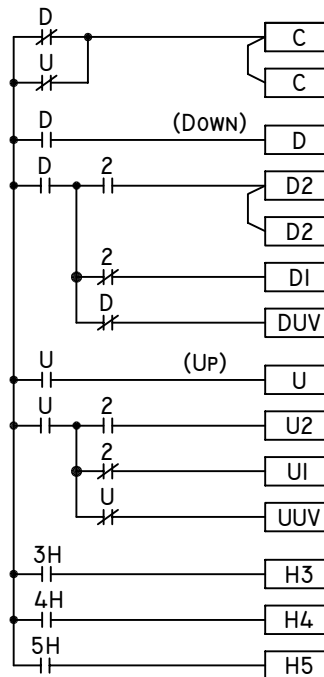 D
C
U
C
D (DOWN) D
D 2 D2
D2
2 DI
D DUV
U (UP) U
U 2 U2
2 UI
U UUV
3H H3
4H H4
5H H5